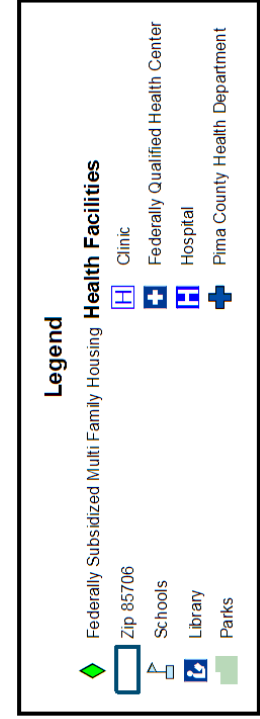 Legend
Federally Subsidized Multi Family Housing
Zip 85706
Schools
Library
Parks
Health Facilities
Clinic
Federally Qualified Health Center
Hospital
Pima County Health Department